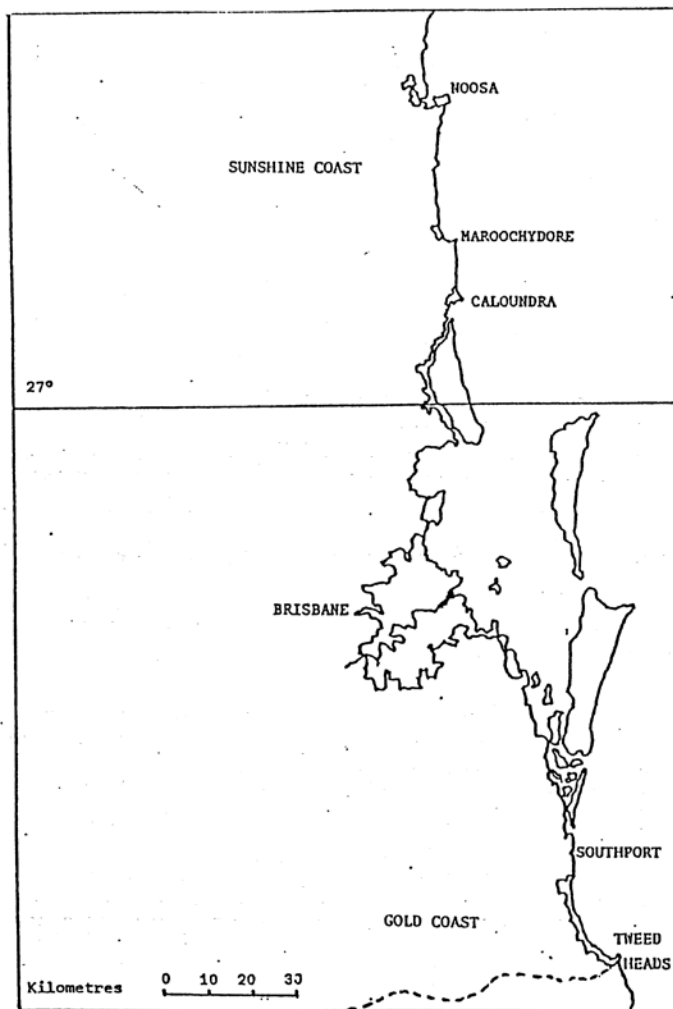 NOOSA
SUNSHINE COAST
MAROOCHYDORE
CALOUNDRA
27°
BRISBANE
SOUTHPORT
GOLD COAST
TWEED
HEADS
Kilometres 0 10 20 30